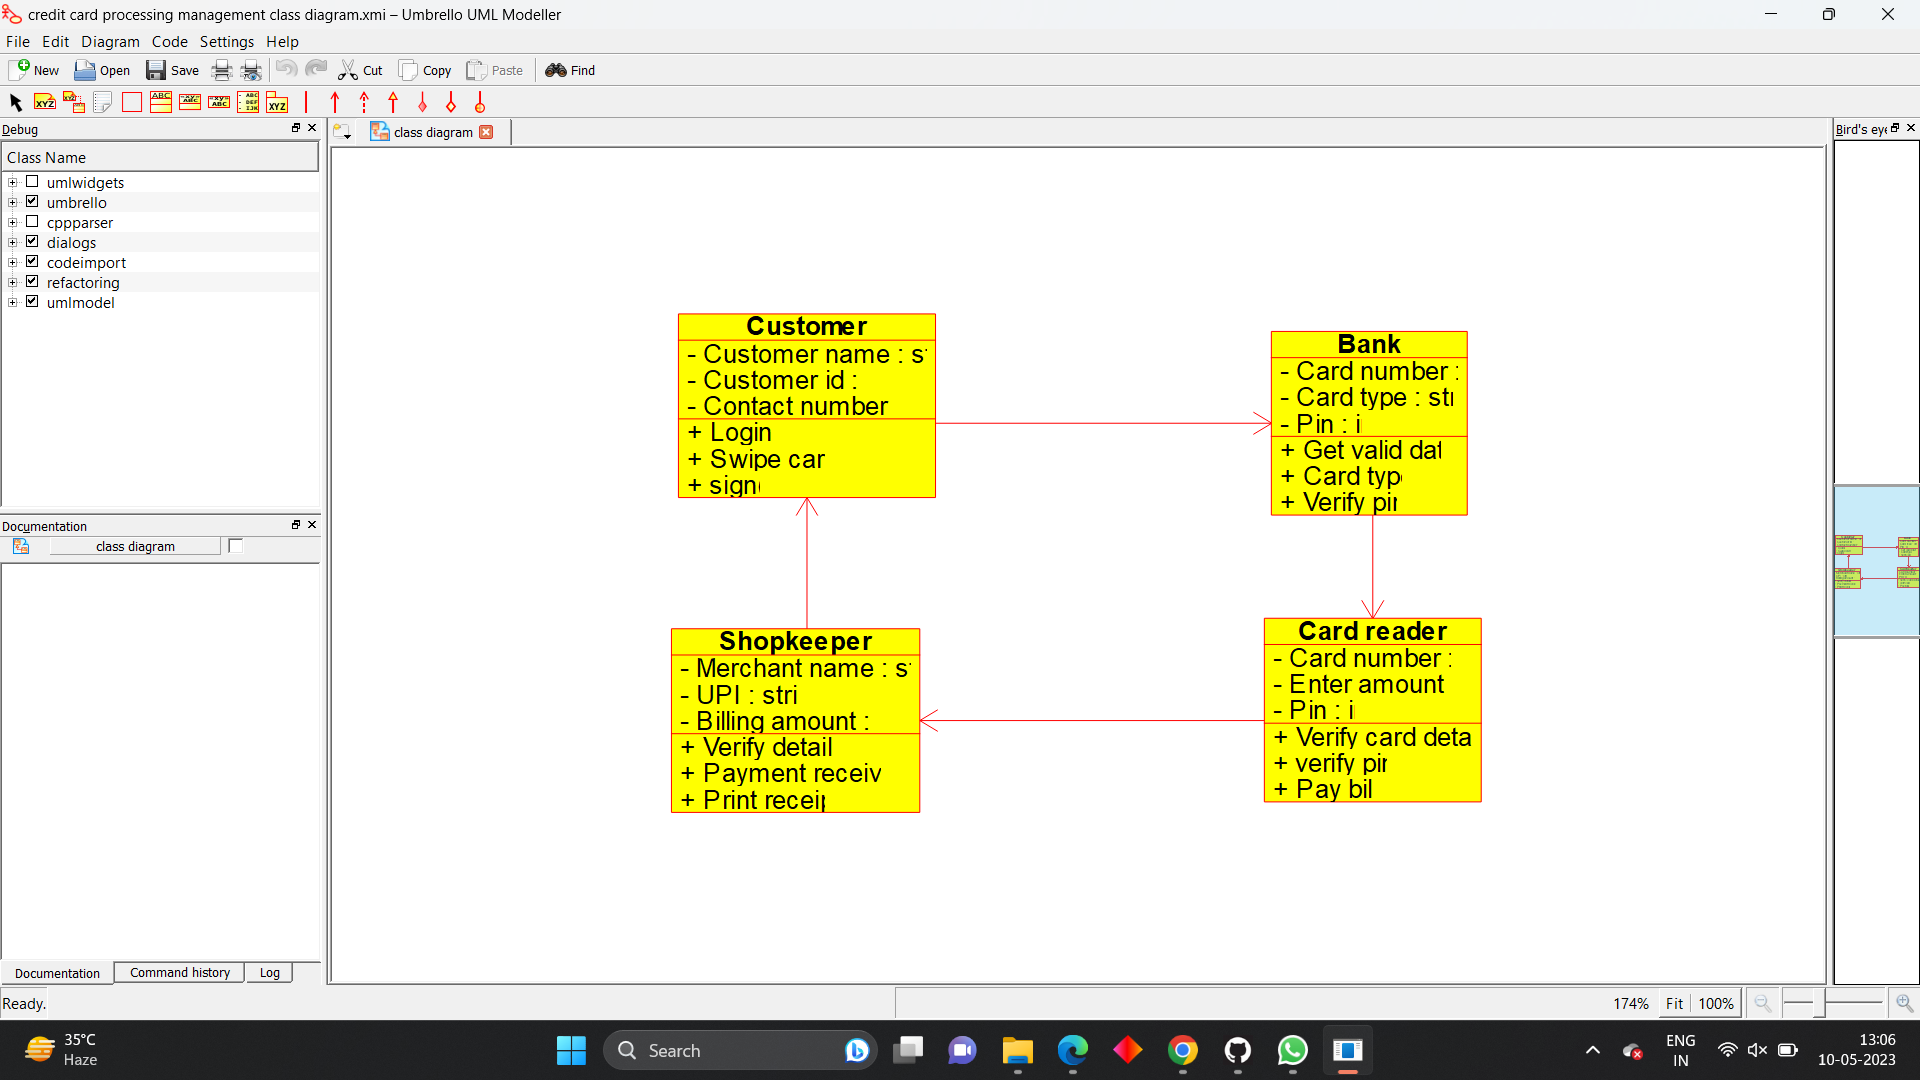 credit card processing management class diagram.xmi – Umbrello UML Modeller
File Edit Diagram Code Settings Help
New Open Save Cut Copy Paste Find
Debug
Class Name
umlwidgets
umbrello
cppparser
dialogs
codeimport
refactoring
umlmodel
Documentation
class diagram
Documentation Command history Log
Ready.
class diagram
Customer
- Customer name : s
- Customer id :
- Contact number
+ Login
+ Swipe car
+ sign
Bank
- Card number :
- Card type : str
- Pin : i
+ Get valid dat
+ Card typ
+ Verify pin
Shopkeeper
- Merchant name : s
- UPI : stri
- Billing amount :
+ Verify detail
+ Payment receiv
+ Print receip
Card reader
- Card number :
- Enter amount
- Pin : i
+ Verify card deta
+ verify pin
+ Pay bil
Bird's eye
174% Fit 100%
35°C
Haze
Search
ENG
IN
13:06
10-05-2023